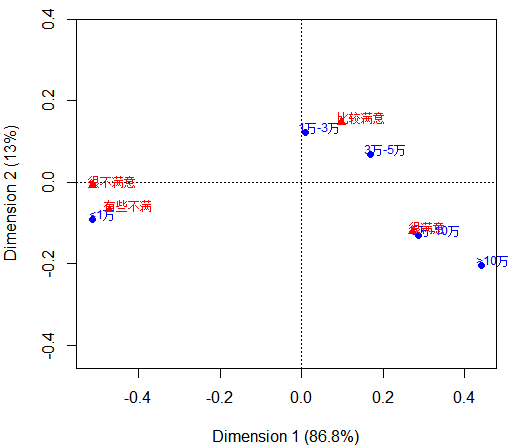 0.4
比较满意
1万-3万
3万-5万
0.2
Dimension 2 (13%)
很不满意
0.0
有些不满
<1万
很满意
-0.2
>10万
-0.4
-0.4
-0.2
0.0
0.2
0.4
Dimension 1 (86.8%)